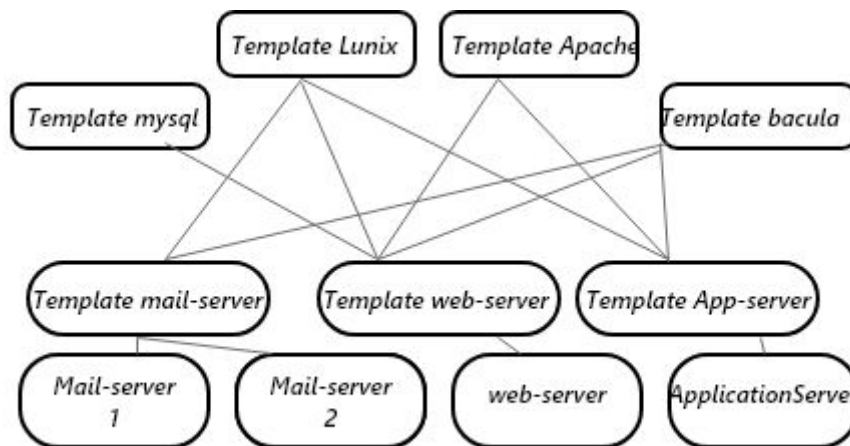 Template Lunix
Template Apache
Template mysql
Template bacula
Template mail-server
Template web-server
Template App-server
Mail-server
1
Mail-server
2
web-server
ApplicationServe